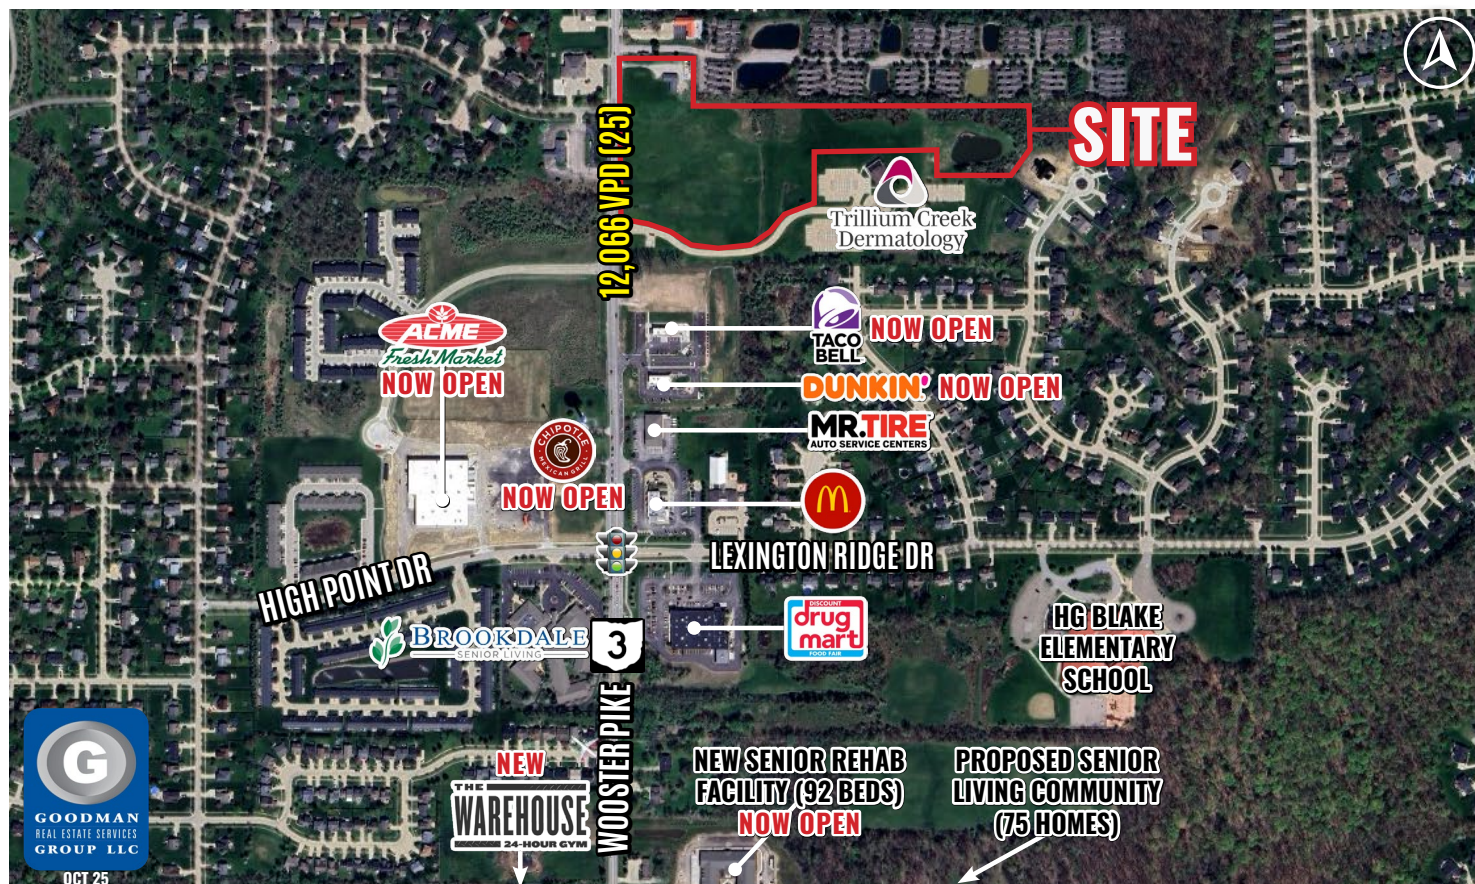 SITE
12,066 VPD (25)
Trillium Creek
Dermatology
TACO
BELL
NOW OPEN
ACME
Fresh Market
NOW OPEN
DUNKIN'
NOW OPEN
MR.TIRE
AUTO SERVICE CENTERS
CHIPOTLE
MEXICAN GRILL
NOW OPEN
LEXINGTON RIDGE DR
HIGH POINT DR
DISCOUNT
drug
mart
FOOD FAIR
BROOKDALE
SENIOR LIVING
3
HG BLAKE
ELEMENTARY
SCHOOL
WOOSTER PIKE
NEW
THE
WAREHOUSE
24-HOUR GYM
NEW SENIOR REHAB
FACILITY (92 BEDS)
NOW OPEN
PROPOSED SENIOR
LIVING COMMUNITY
(75 HOMES)
G
GOODMAN
REAL ESTATE SERVICES
GROUP LLC
OCT 25